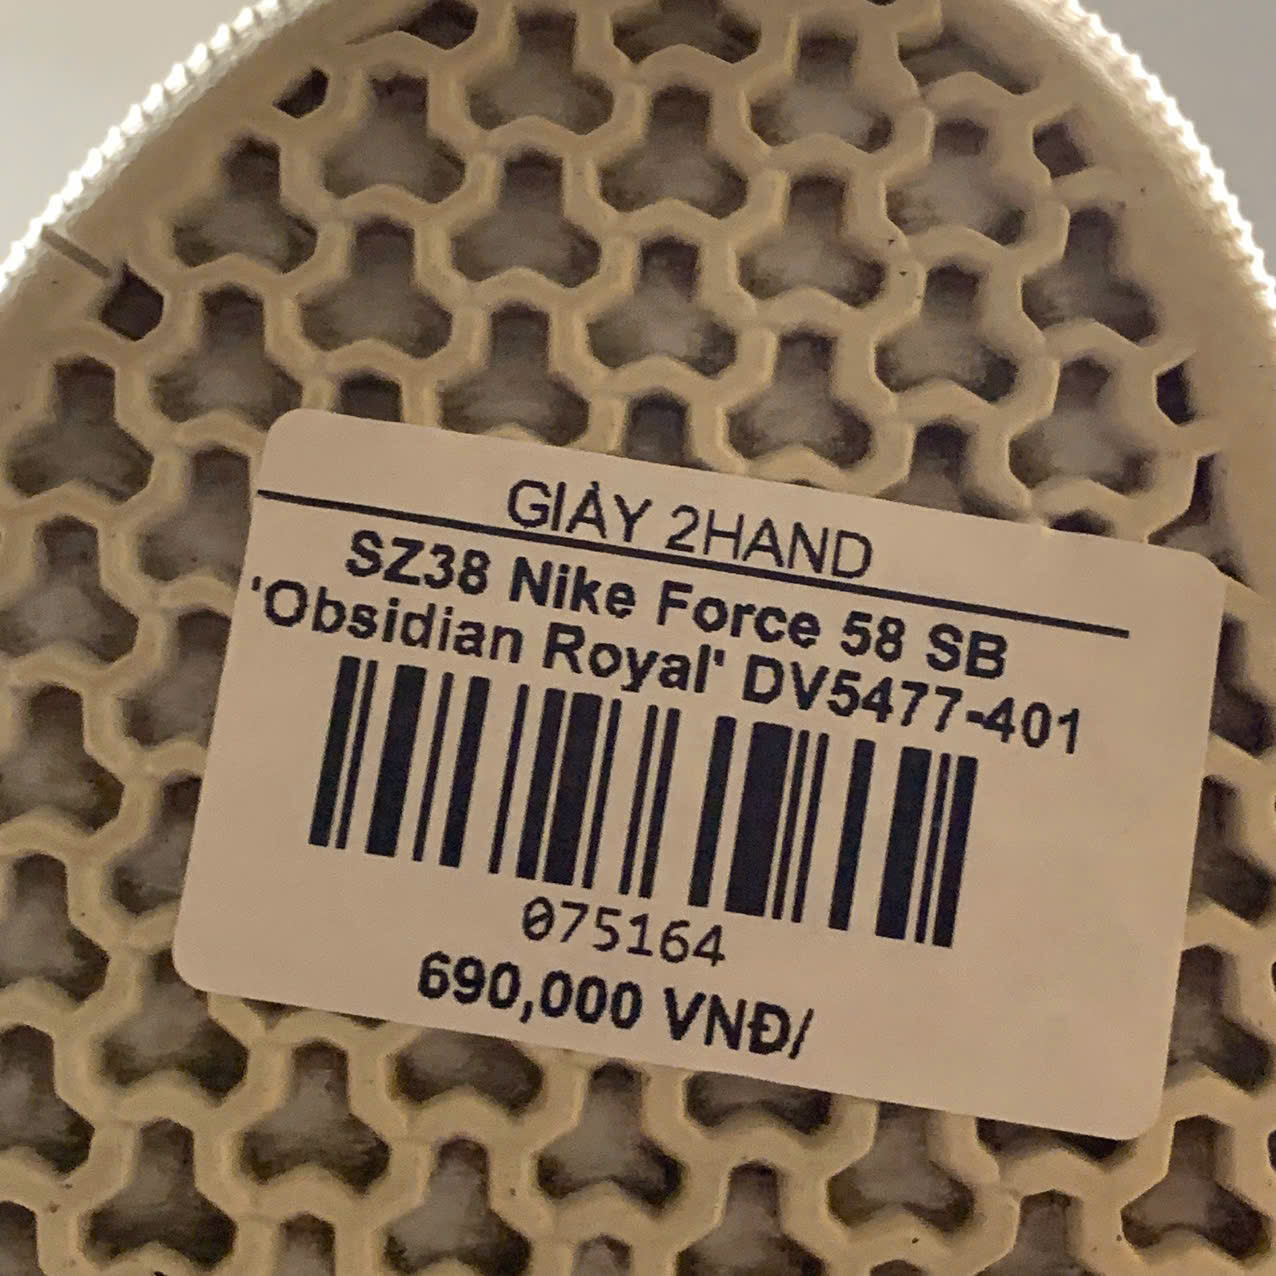 GIÀY 2HAND
SZ38 Nike Force 58 SB
'Obsidian Royal' DV5477-401
075164
690,000 VNĐ/